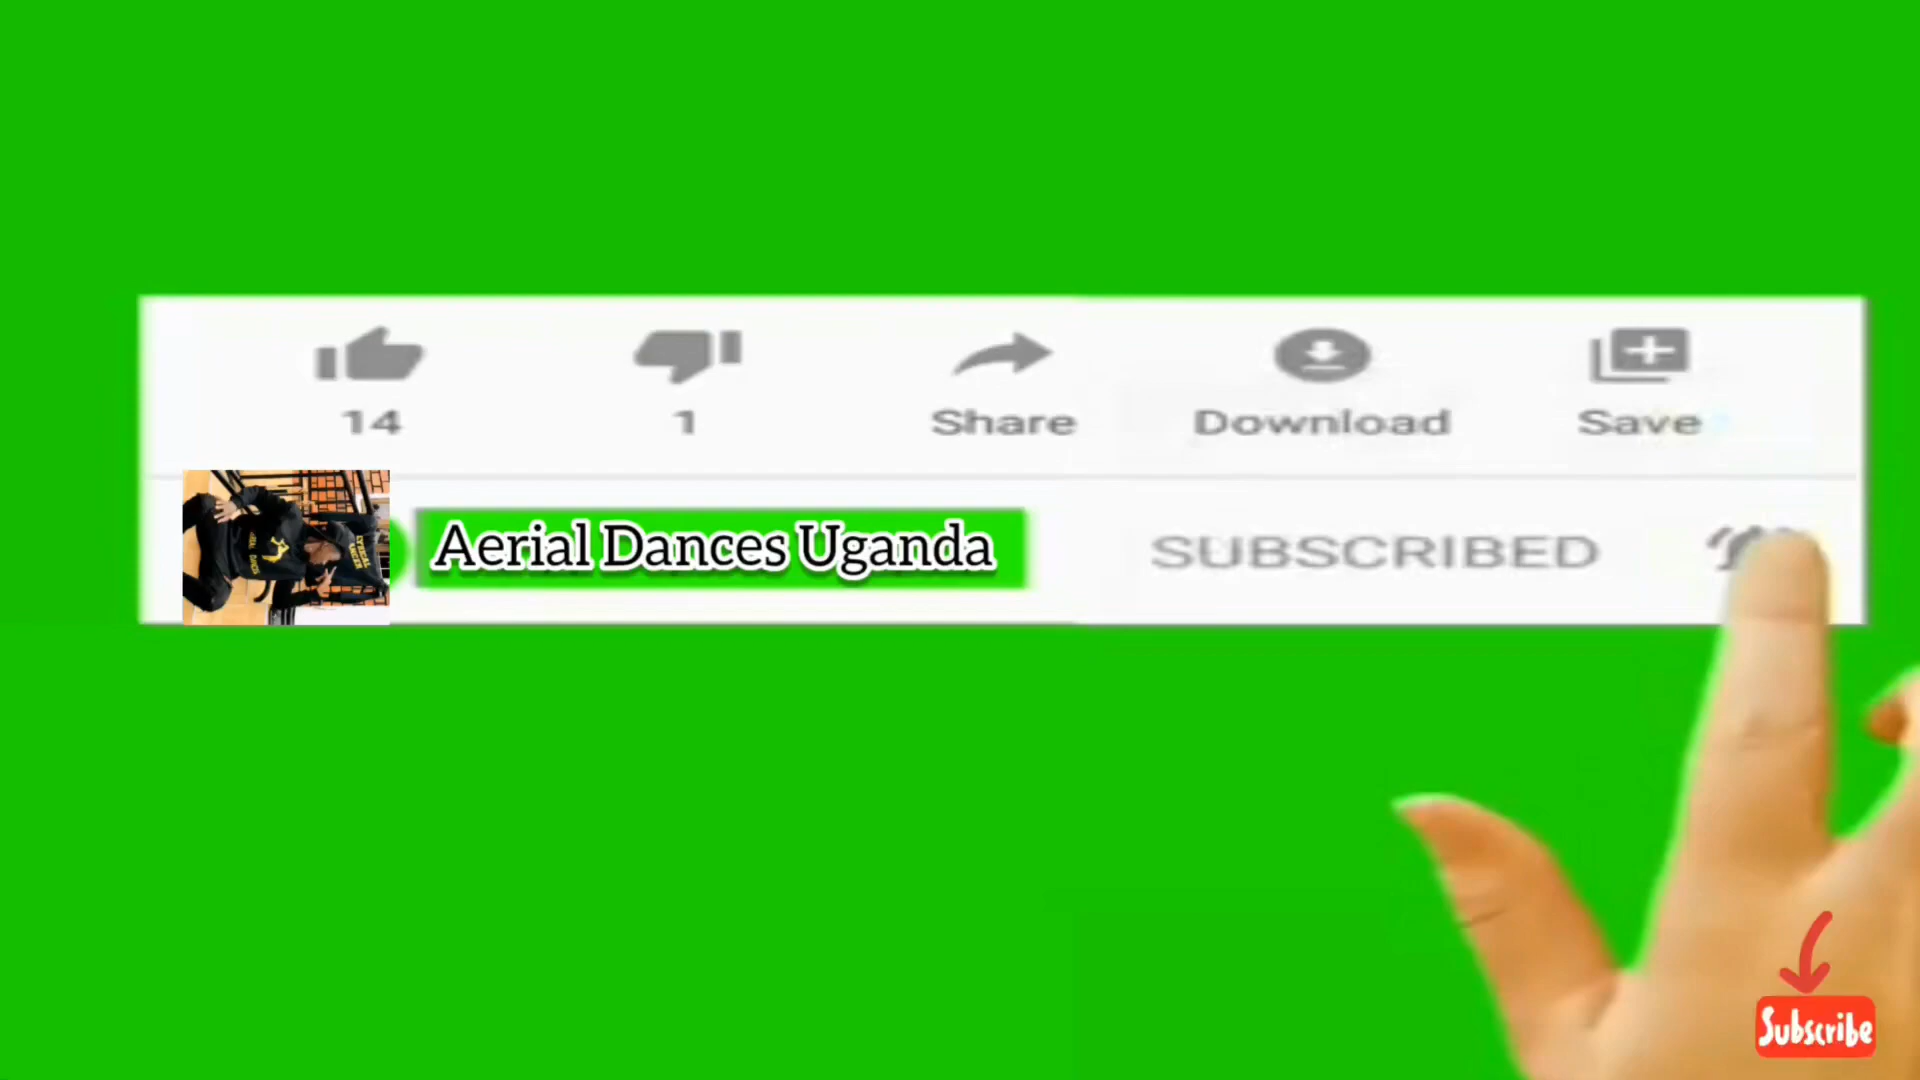 14
1
Share
Download
Save
Aerial Dances Uganda
SUBSCRIBED
Subscribe